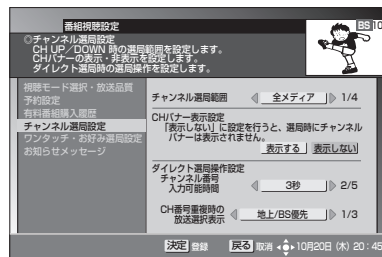 番組視聴設定
BS 10
◎チャンネル選局設定
CH UP／DOWN 時の選局範囲を設定します。
CHバナーの表示・非表示を設定します。
ダイレクト選局時の選局操作を設定します。
視聴モード選択・放送品質
予約設定
有料番組購入履歴
チャンネル選局設定
ワンタッチ・お好み選局設定
お知らせメッセージ
チャンネル選局範囲 全メディア 1/4
CHバナー表示設定
「表示しない」に設定を行うと、選局時にチャンネル
バナーは表示されません。
表示する 表示しない
ダイレクト選局操作設定
チャンネル番号
入力可能時間 3秒 2/5
CH番号重複時の
放送選択表示 地上/BS優先 1/3
決定 登録 戻る 取消 10月20日 (木) 20：45